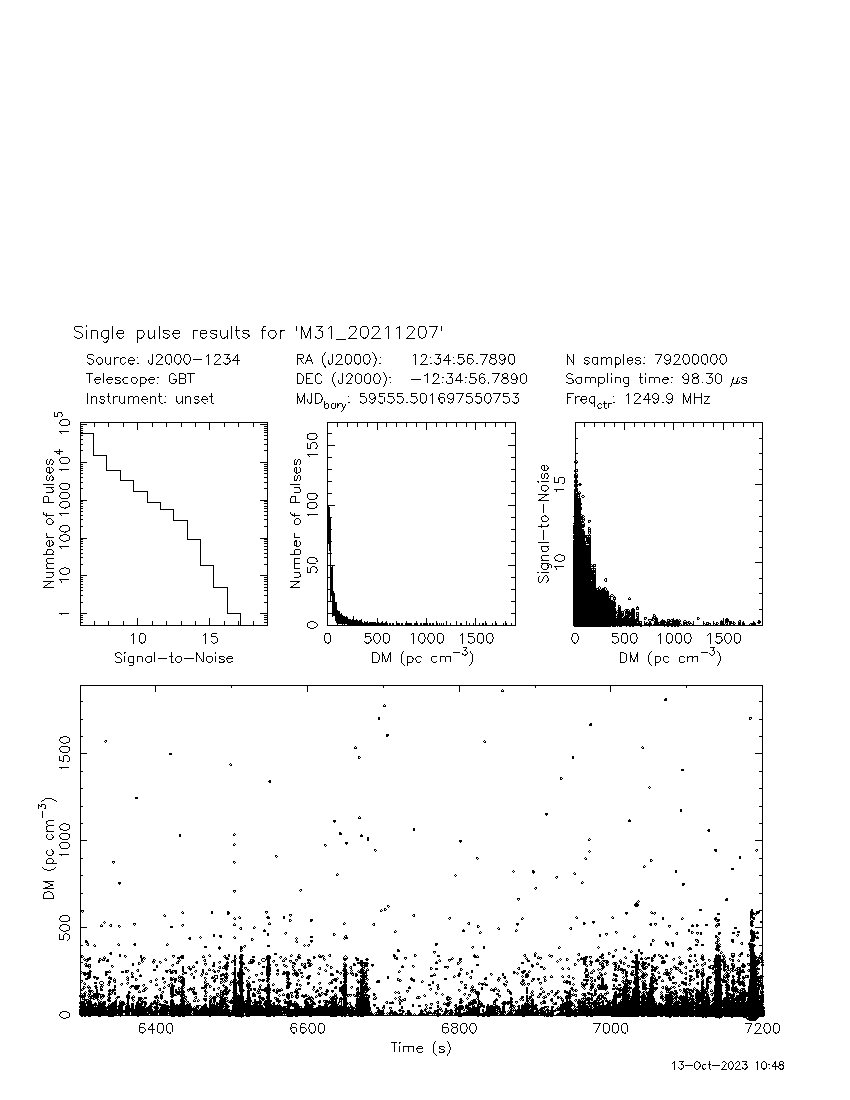 Single pulse results for 'M31_20211207'
Source: J2000-1234 RA (J2000): 12:34:56.7890 N samples: 79200000
Telescope: GBT DEC (J2000): -12:34:56.7890 Sampling time: 98.30 μs
Instrument: unset MJD_bary: 59555.501697550753 Freq_ctr: 1249.9 MHz
Number of Pulses
1 10 100 1000 10^4 10^5
10 15
Signal-to-Noise
Number of Pulses
0 50 100 150
0 500 1000 1500
DM (pc cm^-3)
Signal-to-Noise
10 15
0 500 1000 1500
DM (pc cm^-3)
DM (pc cm^-3)
0 500 1000 1500
6400 6600 6800 7000 7200
Time (s)
13-Oct-2023 10:48